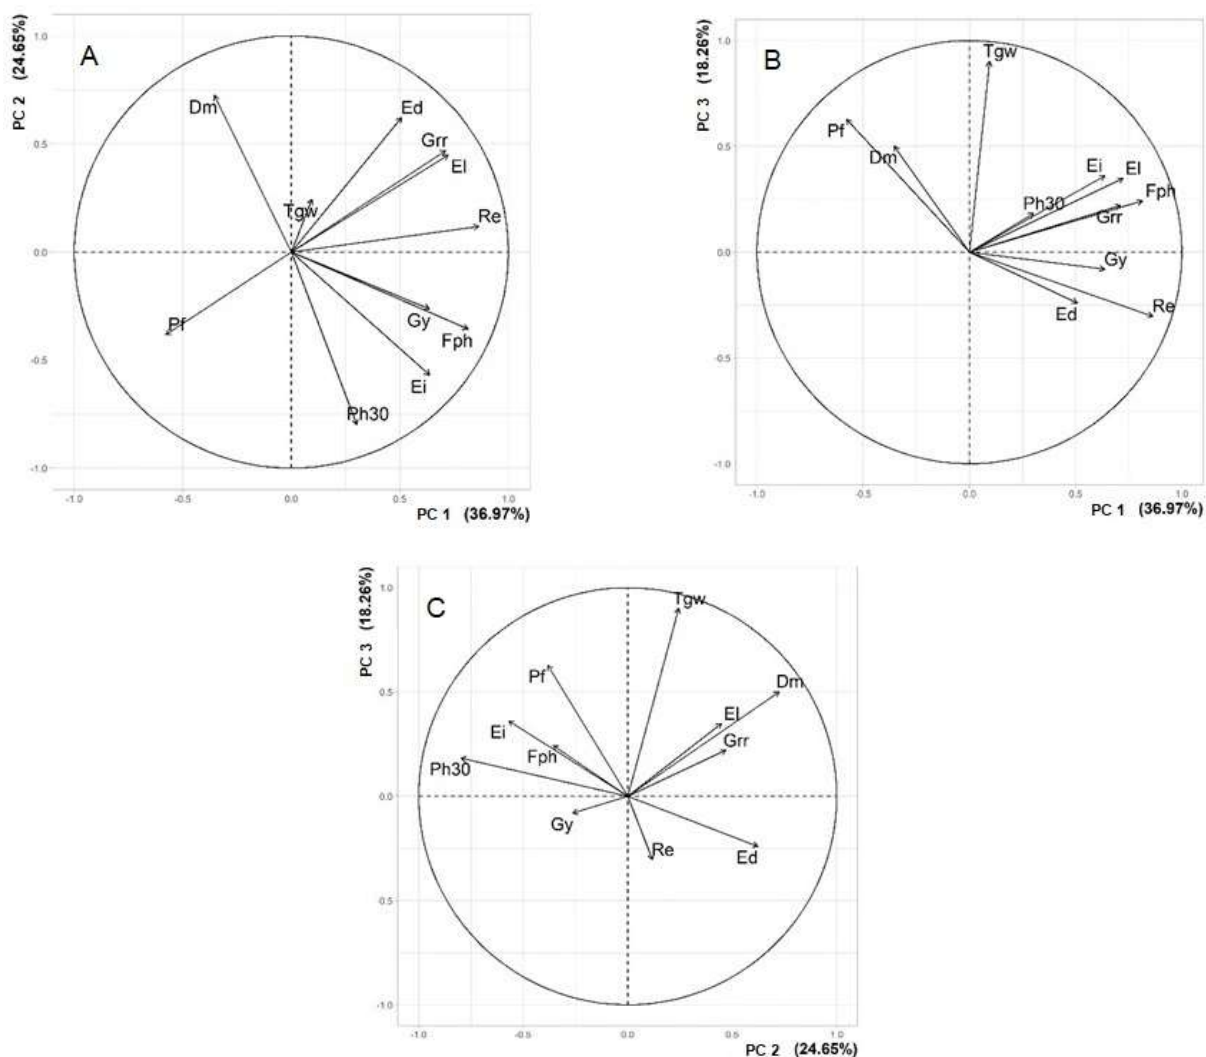 A
PC 2 (24.65%)
1.0
0.5
0.0
-0.5
-1.0
Dm
Ed
Grr
El
Tgw
Re
Pf
Gy
Fph
Ei
Ph30
-1.0 -0.5 0.0 0.5 1.0
PC 1 (36.97%)
B
PC 3 (18.26%)
1.0
0.5
0.0
-0.5
-1.0
Tgw
Pf
Dm
Ei
El
Ph30
Fph
Grr
Gy
Ed
Re
-1.0 -0.5 0.0 0.5 1.0
PC 1 (36.97%)
C
PC 3 (18.26%)
1.0
0.5
0.0
-0.5
-1.0
Tgw
Pf
Dm
Ei
El
Fph
Grr
Ph30
Gy
Re
Ed
-1.0 -0.5 0.0 0.5 1.0
PC 2 (24.65%)